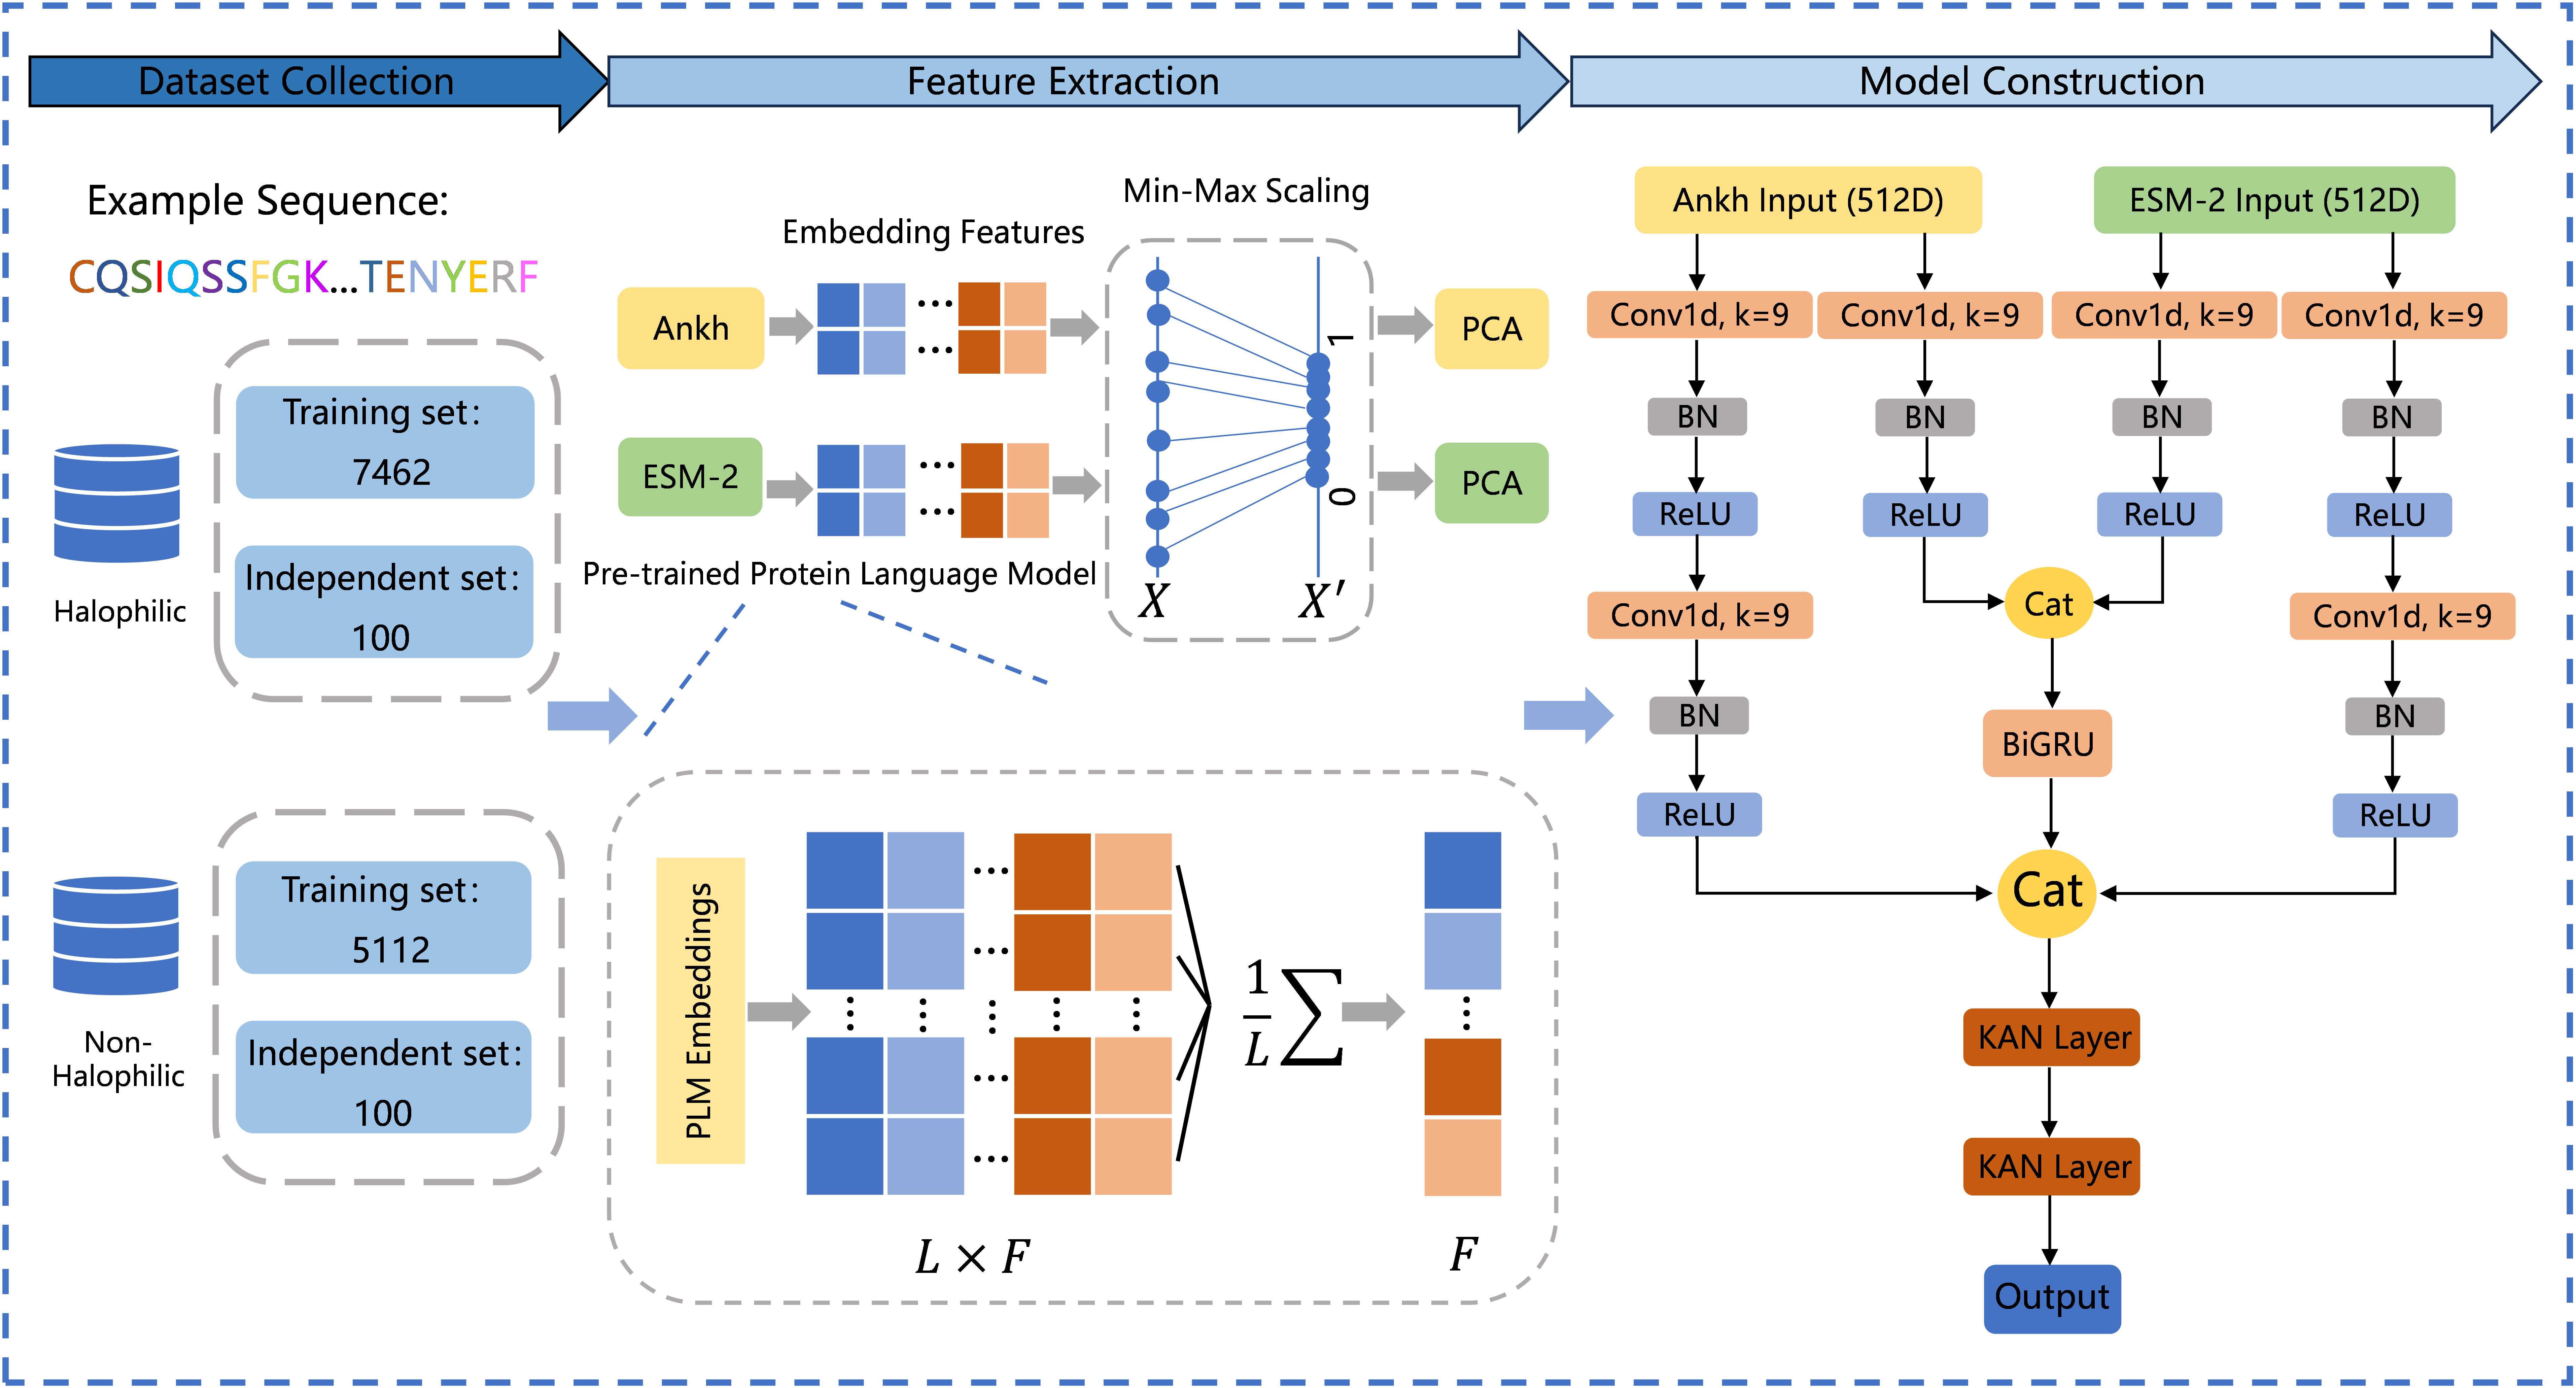 Dataset Collection
Feature Extraction
Model Construction
Example Sequence:
CQSIQSSFGK...TENYERF
Halophilic
Training set:
7462
Independent set:
100
Non-
Halophilic
Training set:
5112
Independent set:
100
Embedding Features
Min-Max Scaling
Ankh
ESM-2
Pre-trained Protein Language Model
1
0
X
X′
PCA
PCA
PLM Embeddings
...
...
L × F
1/L ∑
F
Ankh Input (512D)
ESM-2 Input (512D)
Conv1d, k=9
Conv1d, k=9
Conv1d, k=9
Conv1d, k=9
BN
BN
BN
BN
ReLU
ReLU
ReLU
ReLU
Cat
Conv1d, k=9
Conv1d, k=9
BN
BiGRU
BN
ReLU
ReLU
Cat
KAN Layer
KAN Layer
Output